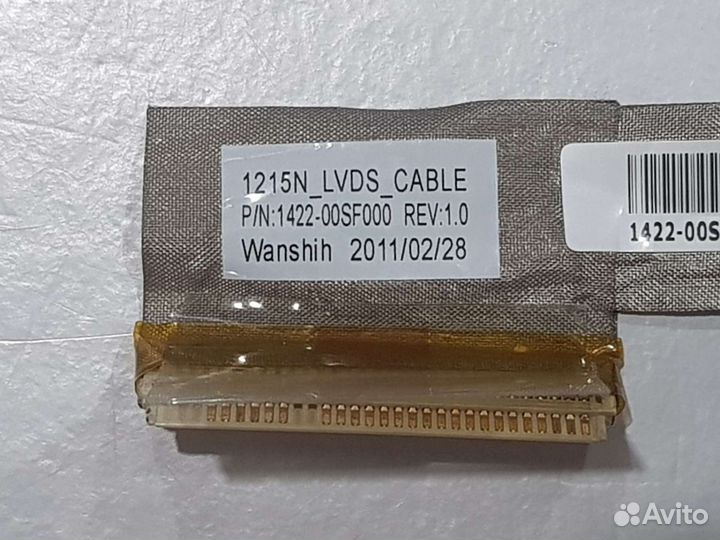 1215N_LVDS_CABLE
P/N:1422-00SF000 REV:1.0
Wanshih 2011/02/28
1422-00S
Avito